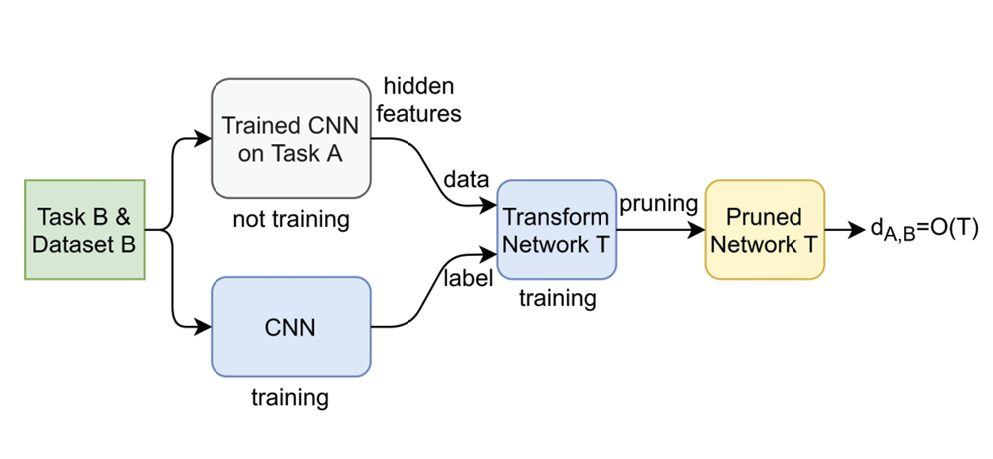 Task B &
Dataset B
Trained CNN
on Task A
not training
hidden
features
CNN
training
data
label
Transform
Network T
training
pruning
Pruned
Network T
d_{A,B}=O(T)